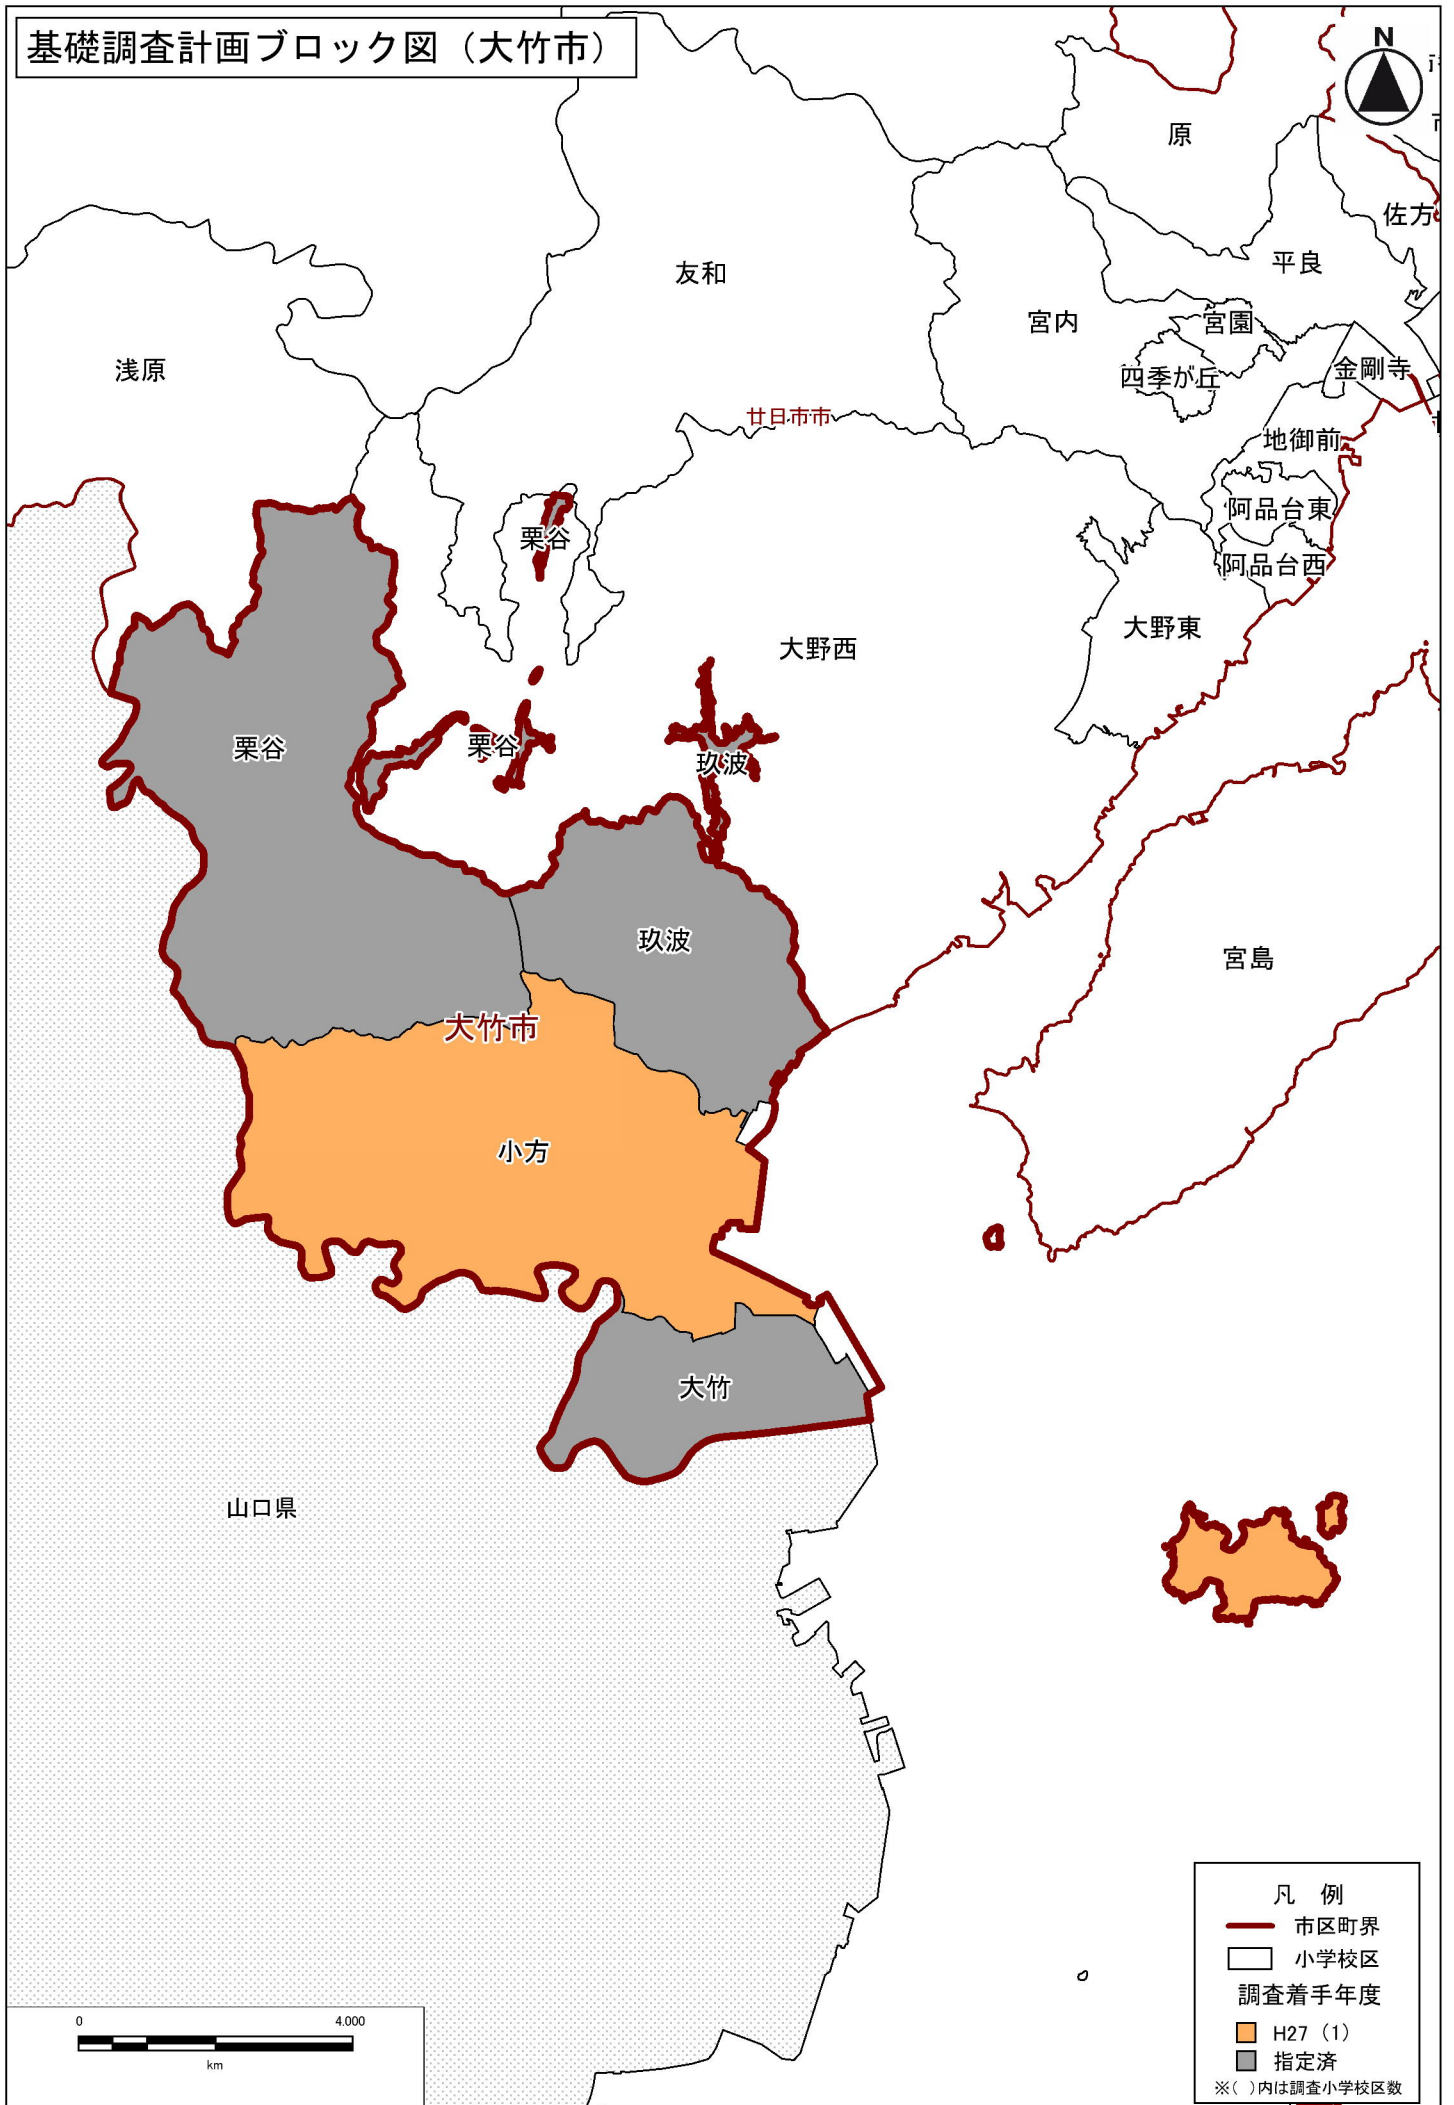 基礎調査計画ブロック図（大竹市）
N
原
佐方
平良
友和
宮内
宮園
四季が丘
金剛寺
浅原
廿日市市
地御前
阿品台東
阿品台西
栗谷
大野東
大野西
栗谷
栗谷
玖波
玖波
宮島
大竹市
小方
大竹
山口県
凡 例
市区町界
小学校区
調査着手年度
H27（1）
指定済
※( )内は調査小学校区数
0 4.000
km